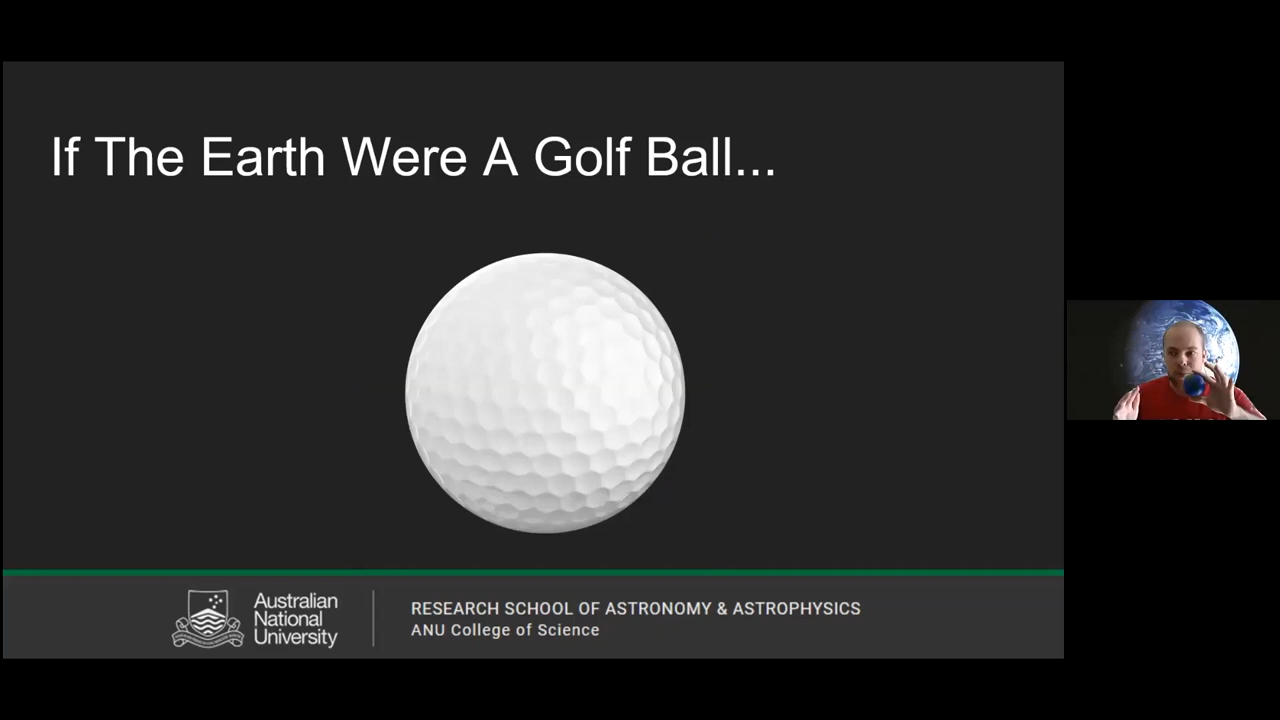 If The Earth Were A Golf Ball...
Australian
National
University
RESEARCH SCHOOL OF ASTRONOMY & ASTROPHYSICS
ANU College of Science